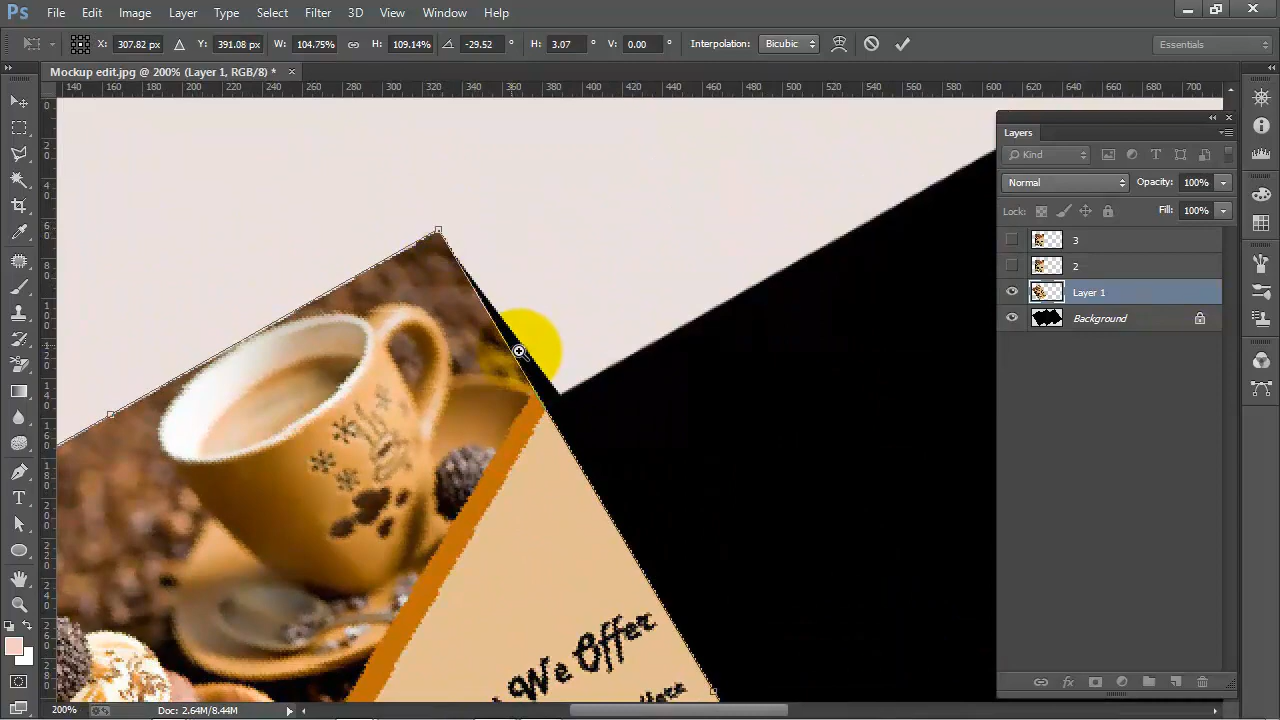 Ps File Edit Image Layer Type Select Filter 3D View Window Help
X: 307.82 px Y: 391.08 px W: 104.75% H: 109.14% -29.52 ° H: 3.07 ° V: 0.00 ° Interpolation: Bicubic Essentials
Mockup edit.jpg @ 200% (Layer 1, RGB/8) * ×
140 160 180 200 220 240 260 280 300 320 340 360 380 400 420 440 460 480 500 520 540 560 580 600 620 640 660 680 700
Layers
Kind
Normal Opacity: 100%
Lock: Fill: 100%
3
2
Layer 1
Background
We Offer
200% Doc: 2.64M/8.44M